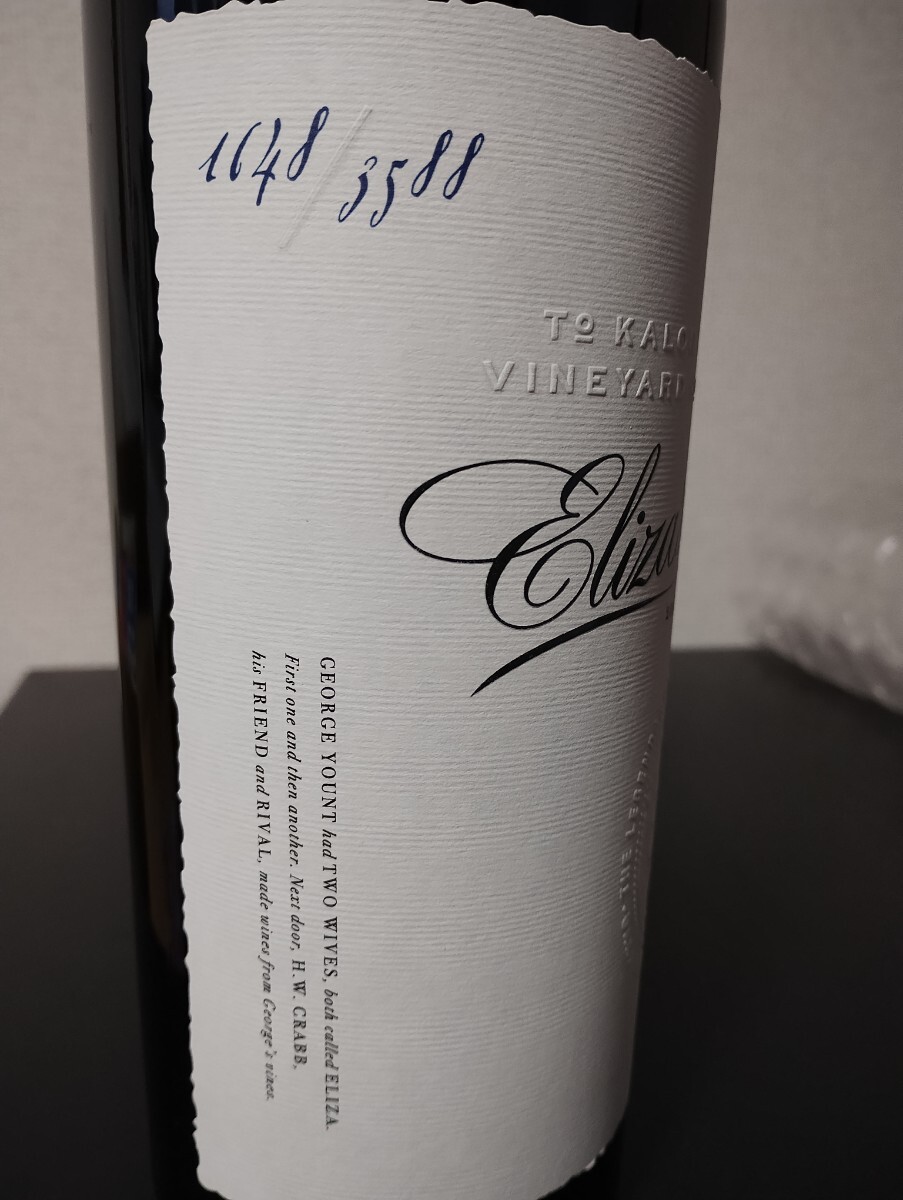 1648/3588
To KALO
VINEYARD
Eliza
GEORGE YOUNT had TWO WIVES, both called ELIZA.
First one and then another. Next door, H.W. CRABB,
his FRIEND and RIVAL, made wines from George's vines.